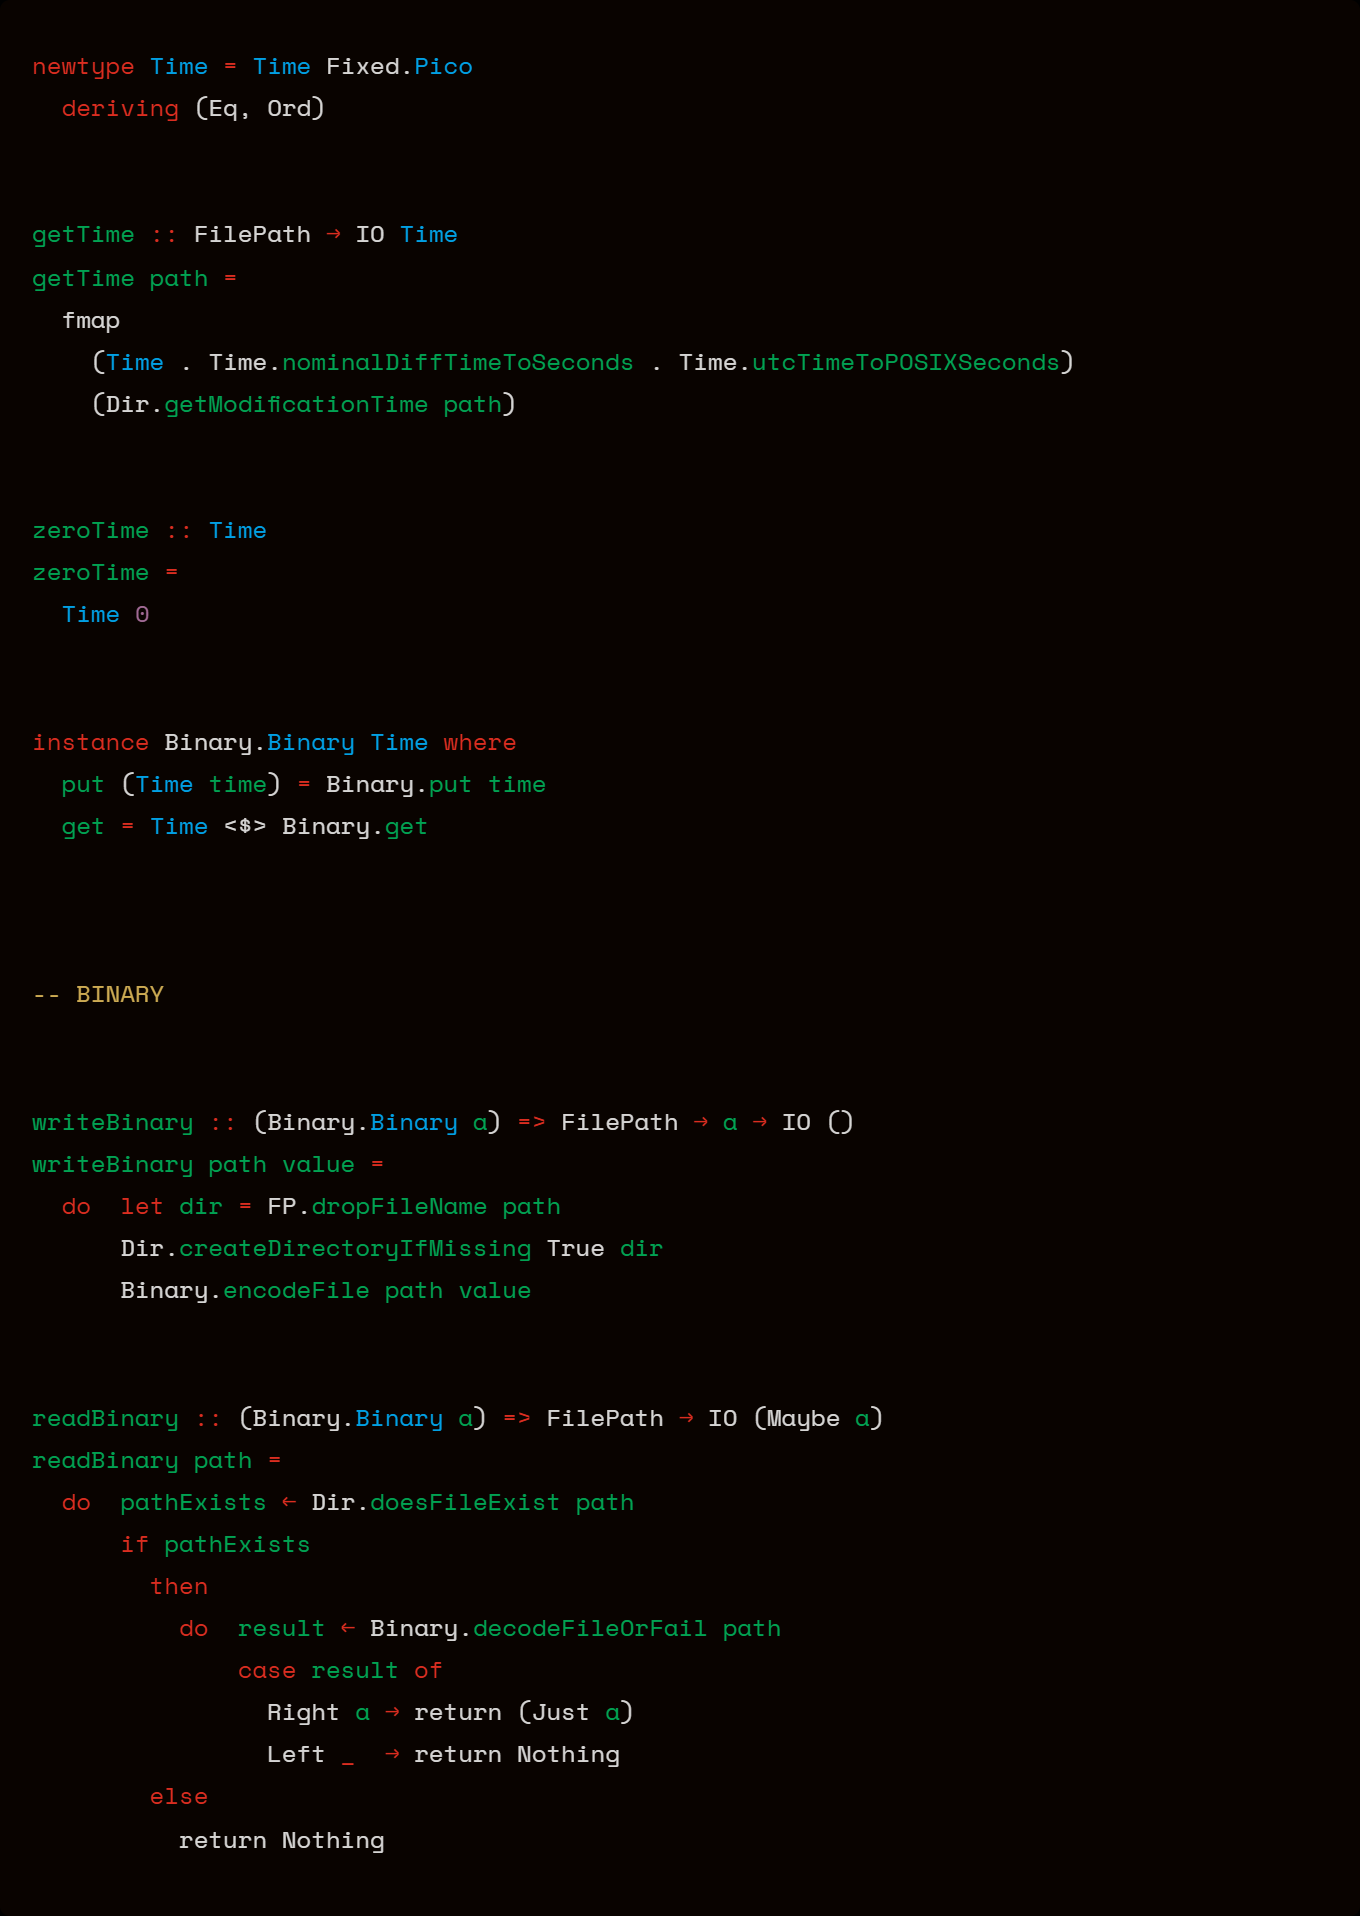 newtype Time = Time Fixed.Pico
  deriving (Eq, Ord)
getTime :: FilePath -> IO Time
getTime path =
  fmap
    (Time . Time.nominalDiffTimeToSeconds . Time.utcTimeToPOSIXSeconds)
    (Dir.getModificationTime path)
zeroTime :: Time
zeroTime =
  Time 0
instance Binary.Binary Time where
  put (Time time) = Binary.put time
  get = Time <$> Binary.get
-- BINARY
writeBinary :: (Binary.Binary a) => FilePath -> a -> IO ()
writeBinary path value =
  do  let dir = FP.dropFileName path
      Dir.createDirectoryIfMissing True dir
      Binary.encodeFile path value
readBinary :: (Binary.Binary a) => FilePath -> IO (Maybe a)
readBinary path =
  do  pathExists <- Dir.doesFileExist path
      if pathExists
        then
          do  result <- Binary.decodeFileOrFail path
              case result of
                Right a -> return (Just a)
                Left _  -> return Nothing
        else
          return Nothing